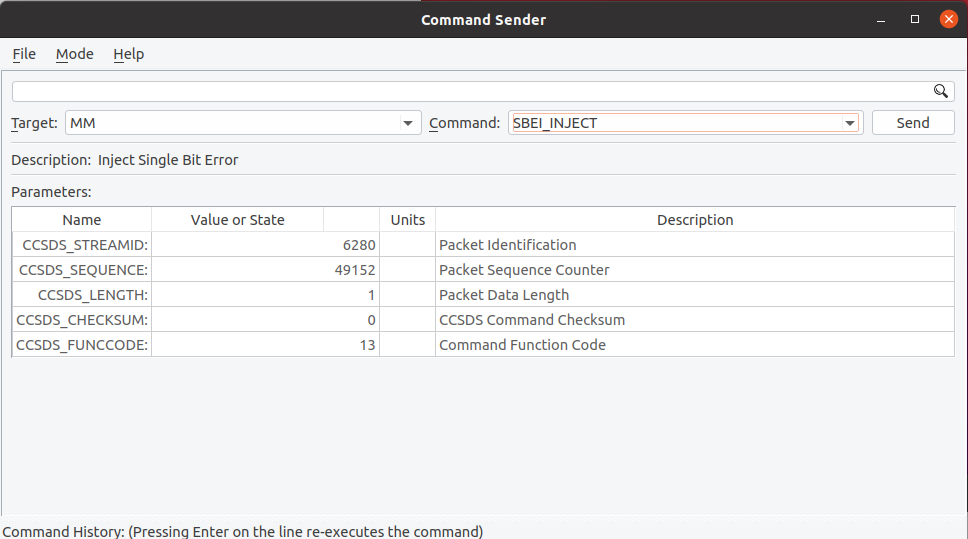 Command Sender
File Mode Help
Target: MM Command: SBEI_INJECT Send
Description: Inject Single Bit Error
Parameters:
Name Value or State Units Description
CCSDS_STREAMID: 6280 Packet Identification
CCSDS_SEQUENCE: 49152 Packet Sequence Counter
CCSDS_LENGTH: 1 Packet Data Length
CCSDS_CHECKSUM: 0 CCSDS Command Checksum
CCSDS_FUNCCODE: 13 Command Function Code
Command History: (Pressing Enter on the line re-executes the command)